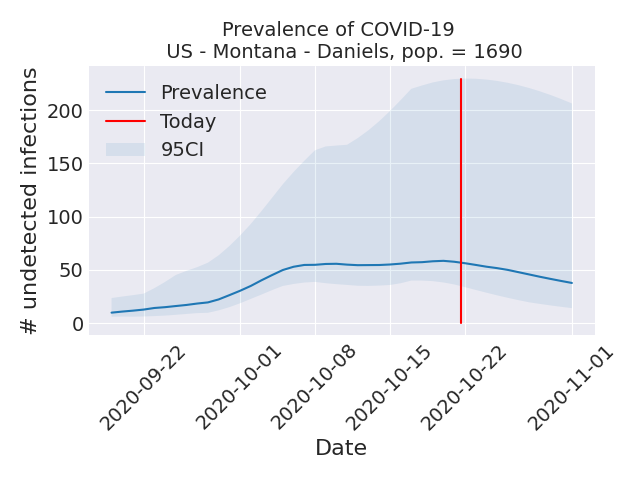 Prevalence of COVID-19
US - Montana - Daniels, pop. = 1690
# undetected infections
200
150
100
50
0
Prevalence
Today
95CI
2020-09-22
2020-10-01
2020-10-08
2020-10-15
2020-10-22
2020-11-01
Date